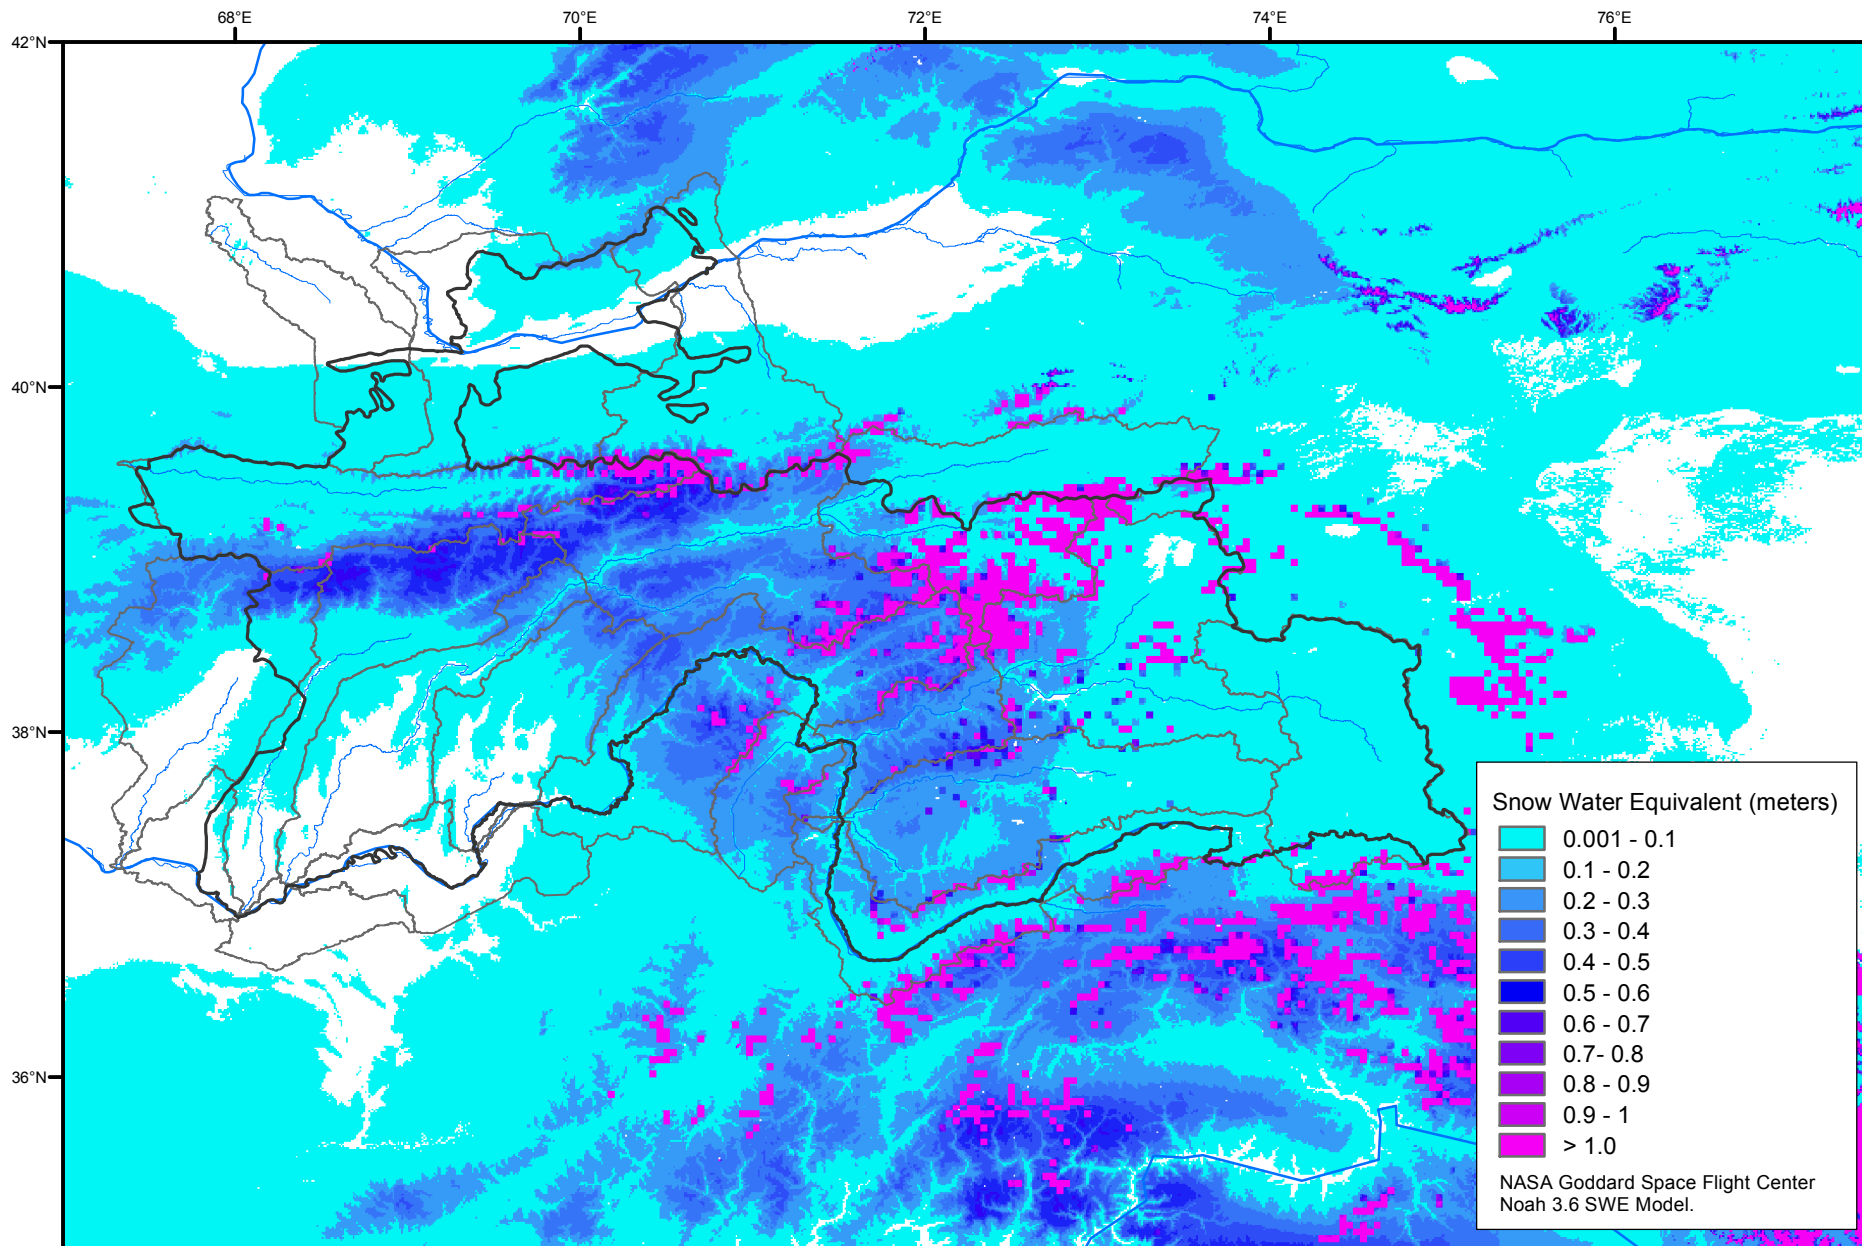 68°E 70°E 72°E 74°E 76°E
42°N
40°N
38°N
36°N
Snow Water Equivalent (meters)
0.001 - 0.1
0.1 - 0.2
0.2 - 0.3
0.3 - 0.4
0.4 - 0.5
0.5 - 0.6
0.6 - 0.7
0.7- 0.8
0.8 - 0.9
0.9 - 1
> 1.0
NASA Goddard Space Flight Center
Noah 3.6 SWE Model.